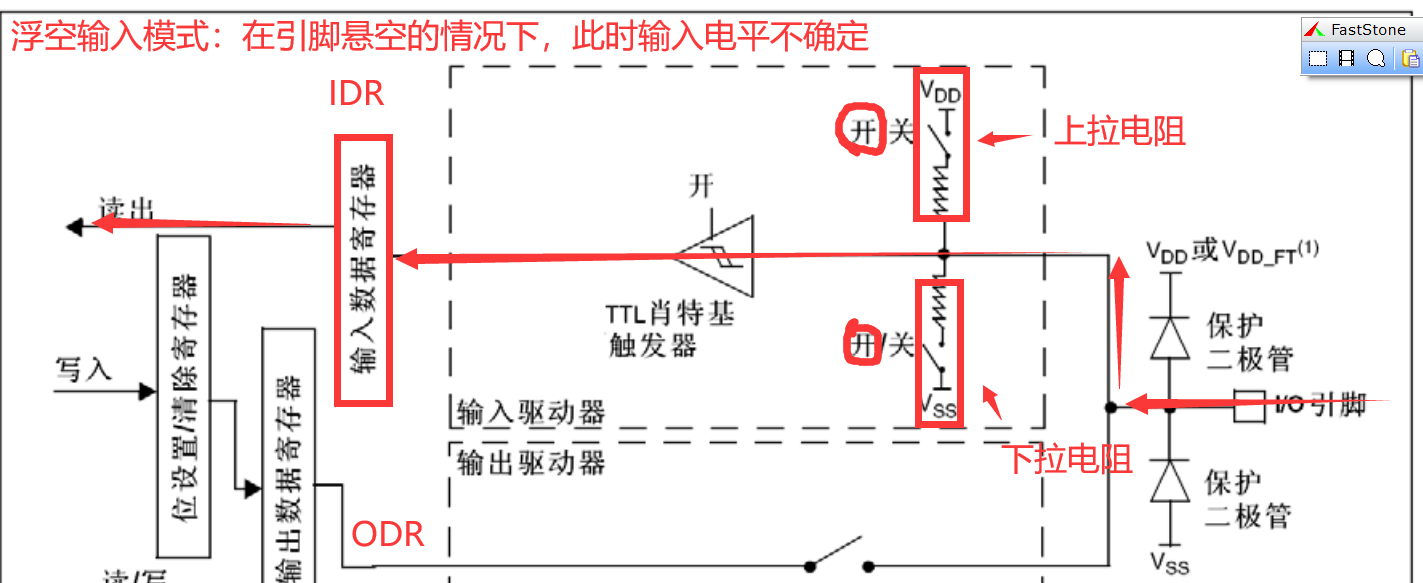 浮空输入模式：在引脚悬空的情况下，此时输入电平不确定
FastStone
IDR
VDD
开/关
上拉电阻
开
读出
输入数据寄存器
VDD或VDD_FT(1)
TTL肖特基
触发器
开/关
保护
二极管
写入
位设置/清除寄存器
输出数据寄存器
VSS
I/O引脚
输入驱动器
下拉电阻
输出驱动器
保护
二极管
ODR
VSS
读/写